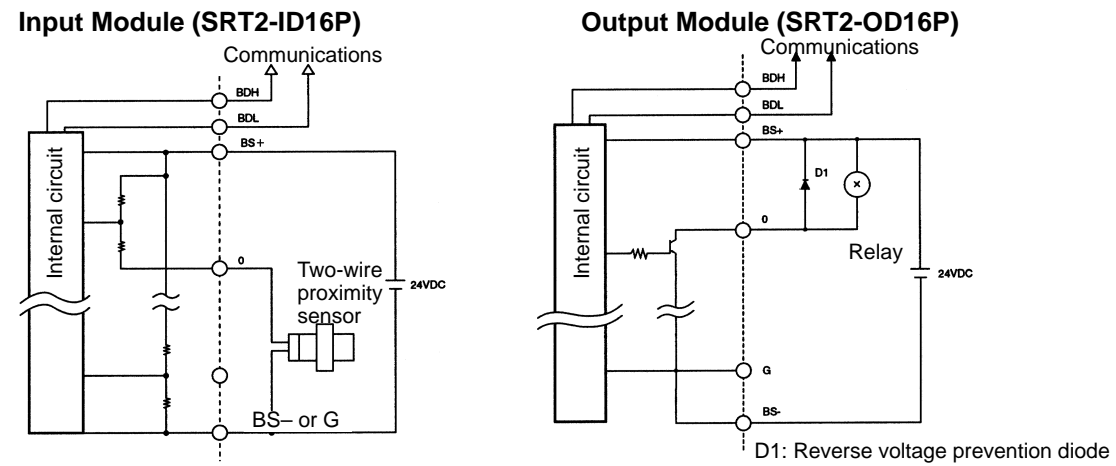 Input Module (SRT2-ID16P)
Communications
BDH
BDL
BS+
Internal circuit
0
Two-wire
proximity
sensor
24VDC
BS– or G
Output Module (SRT2-OD16P)
Communications
BDH
BDL
BS+
Internal circuit
D1
0
Relay
24VDC
G
BS-
D1: Reverse voltage prevention diode